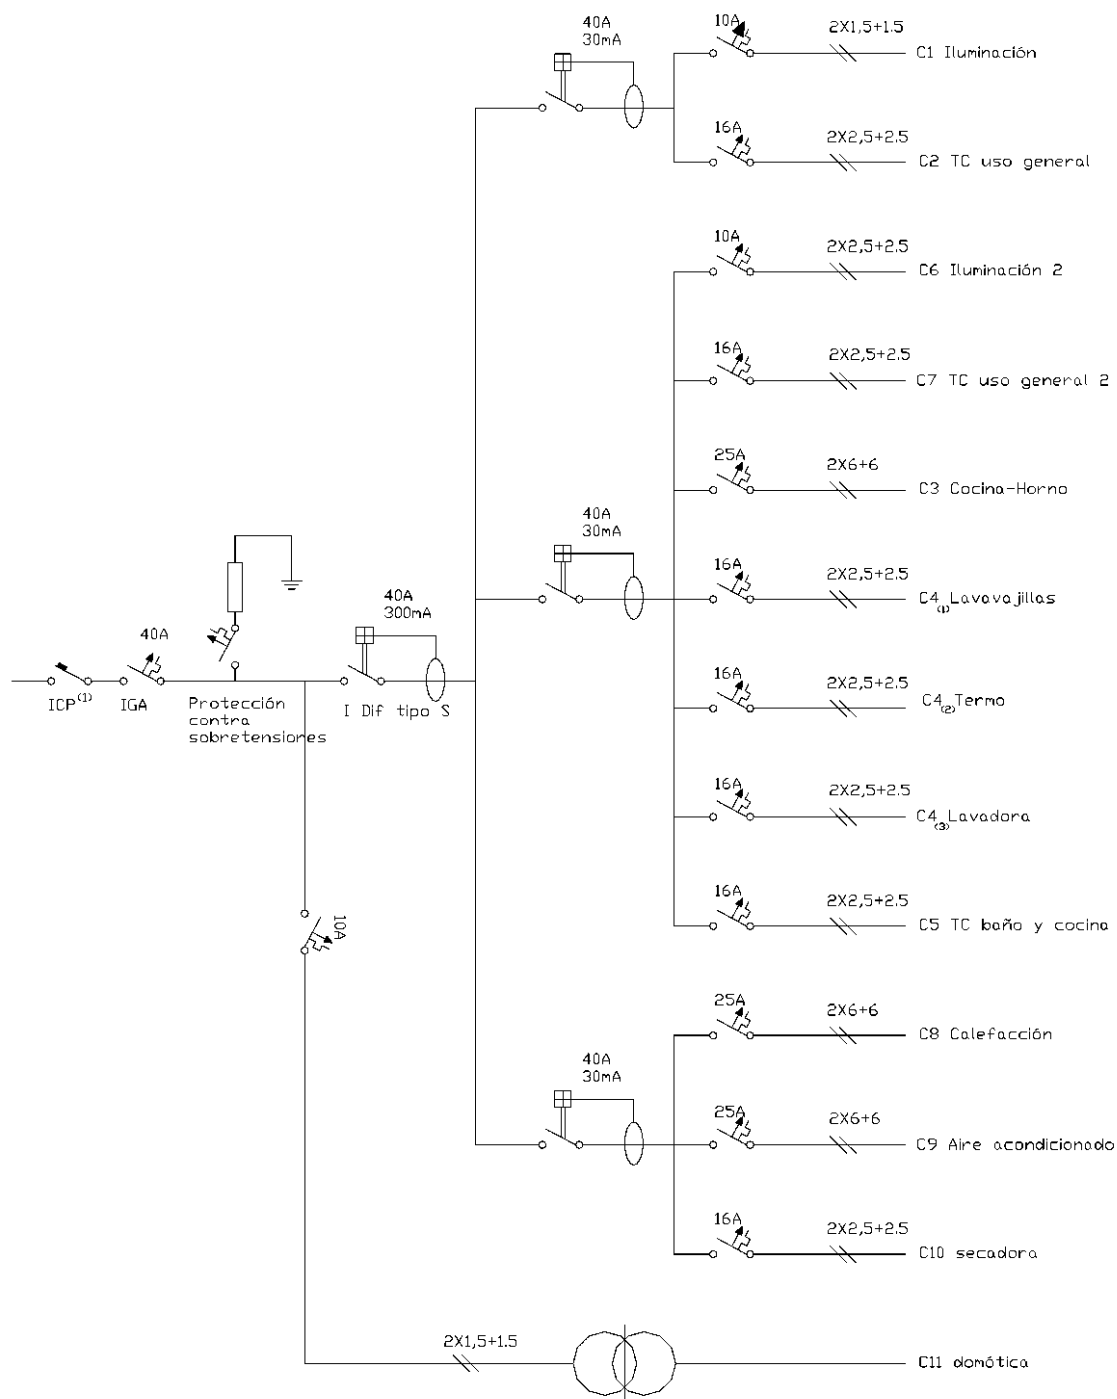 40A
30mA
10A
2X1,5+1.5
C1 Iluminación
16A
2X2,5+2.5
C2 TC uso general
10A
2X2,5+2.5
C6 Iluminación 2
16A
2X2,5+2.5
C7 TC uso general 2
25A
2X6+6
C3 Cocina-Horno
40A
30mA
16A
2X2,5+2.5
C4(1) Lavavajillas
40A
300mA
40A
ICP(1)
IGA
Protección
contra
sobretensiones
I Dif tipo S
16A
2X2,5+2.5
C4(2) Termo
16A
2X2,5+2.5
C4(3) Lavadora
16A
2X2,5+2.5
C5 TC baño y cocina
10A
25A
2X6+6
C8 Calefacción
40A
30mA
25A
2X6+6
C9 Aire acondicionado
16A
2X2,5+2.5
C10 secadora
2X1,5+1.5
C11 domótica